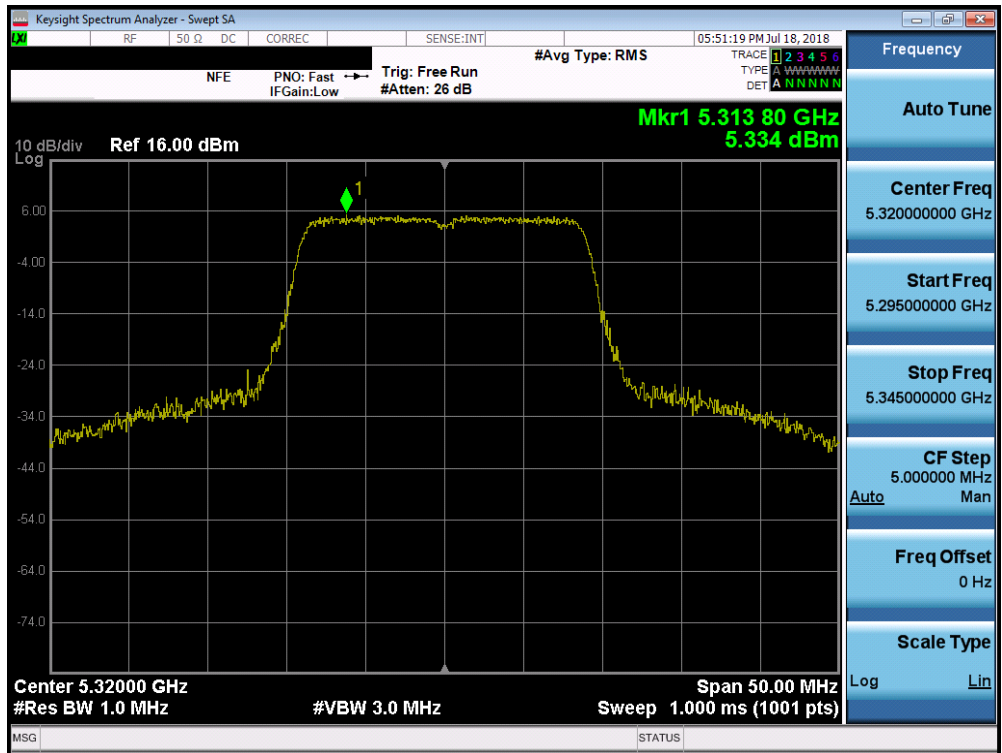 Keysight Spectrum Analyzer - Swept SA
LXI RF 50 Ω DC CORREC SENSE:INT 05:51:19 PM Jul 18, 2018
#Avg Type: RMS TRACE 1 2 3 4 5 6
NFE PNO: Fast Trig: Free Run TYPE A WWWWW
IFGain:Low #Atten: 26 dB DET A N N N N N
Mkr1 5.313 80 GHz
5.334 dBm
10 dB/div Ref 16.00 dBm
Log
1
6.00
-4.00
-14.0
-24.0
-34.0
-44.0
-54.0
-64.0
-74.0
Center 5.32000 GHz Span 50.00 MHz
#Res BW 1.0 MHz #VBW 3.0 MHz Sweep 1.000 ms (1001 pts)
MSG STATUS
Frequency
Auto Tune
Center Freq
5.320000000 GHz
Start Freq
5.295000000 GHz
Stop Freq
5.345000000 GHz
CF Step
5.000000 MHz
Auto Man
Freq Offset
0 Hz
Scale Type
Log Lin